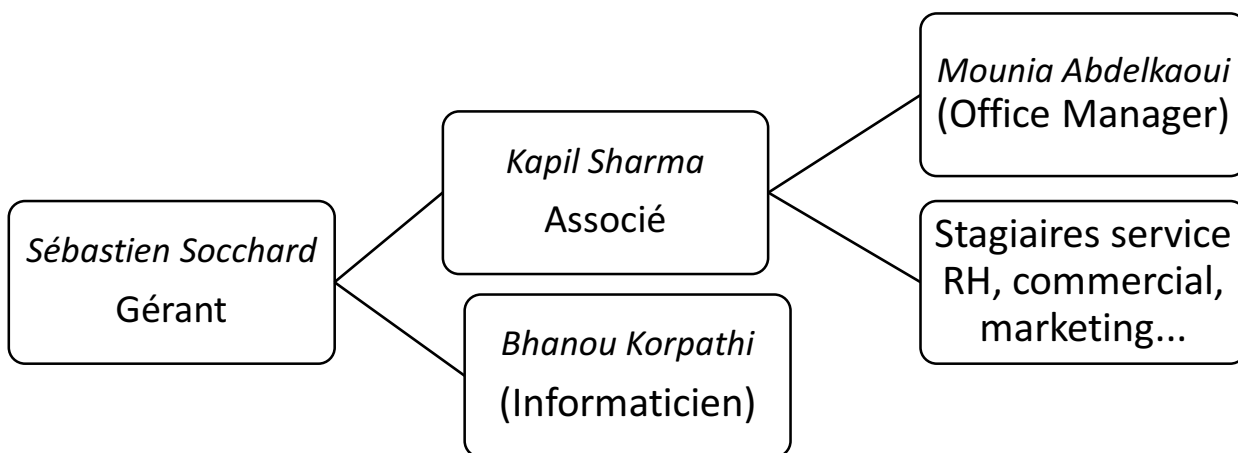 Sébastien Socchard
Gérant
Kapil Sharma
Associé
Bhanou Korpathi
(Informaticien)
Mounia Abdelkaoui
(Office Manager)
Stagiaires service
RH, commercial,
marketing...